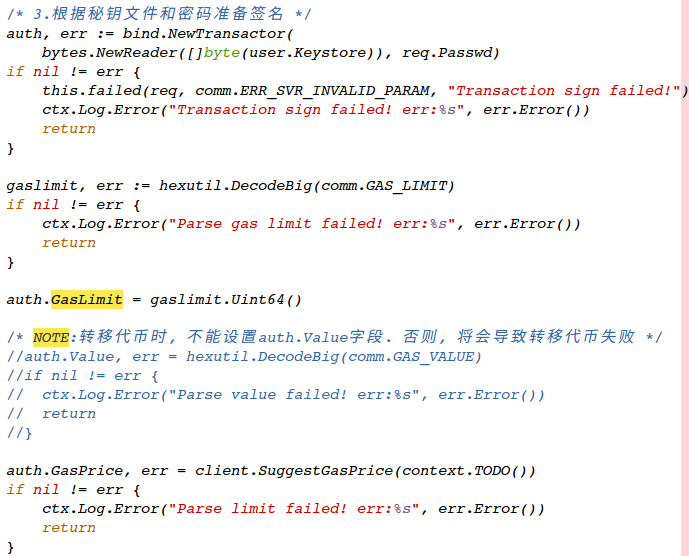 /* 3.根据秘钥文件和密码准备签名 */
auth, err := bind.NewTransactor(
    bytes.NewReader([]byte(user.Keystore)), req.Passwd)
if nil != err {
    this.failed(req, comm.ERR_SVR_INVALID_PARAM, "Transaction sign failed!")
    ctx.Log.Error("Transaction sign failed! err:%s", err.Error())
    return
}

gaslimit, err := hexutil.DecodeBig(comm.GAS_LIMIT)
if nil != err {
    ctx.Log.Error("Parse gas limit failed! err:%s", err.Error())
    return
}

auth.GasLimit = gaslimit.Uint64()

/* NOTE:转移代币时, 不能设置auth.Value字段. 否则, 将会导致转移代币失败 */
//auth.Value, err = hexutil.DecodeBig(comm.GAS_VALUE)
//if nil != err {
//  ctx.Log.Error("Parse value failed! err:%s", err.Error())
//  return
//}

auth.GasPrice, err = client.SuggestGasPrice(context.TODO())
if nil != err {
    ctx.Log.Error("Parse limit failed! err:%s", err.Error())
    return
}